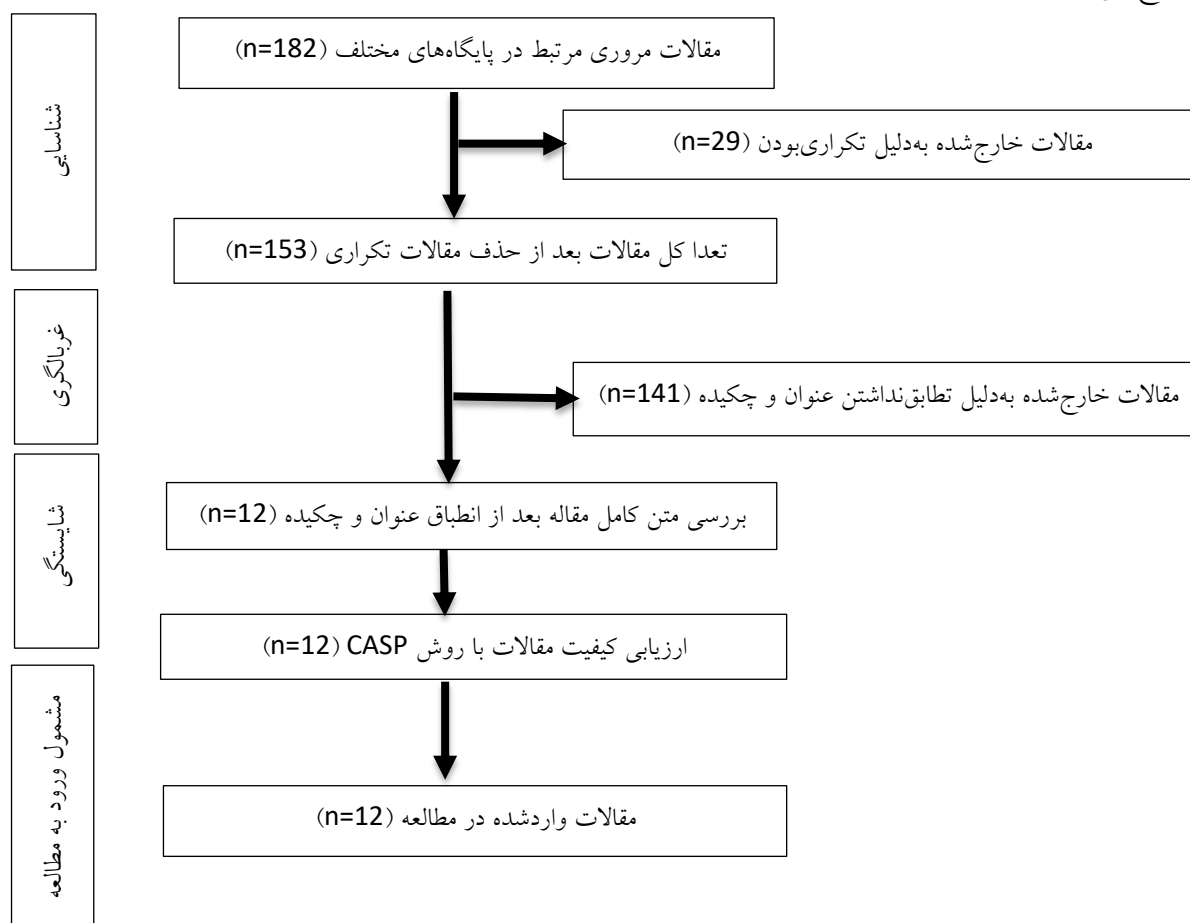 شناسایی
مقالات مروری مرتبط در پایگاه‌های مختلف (n=182)
مقالات خارج‌شده به‌دلیل تکراری‌بودن (n=29)
تعدا کل مقالات بعد از حذف مقالات تکراری (n=153)
غربالگری
مقالات خارج‌شده به‌دلیل تطابق‌نداشتن عنوان و چکیده (n=141)
شایستگی
بررسی متن کامل مقاله بعد از انطباق عنوان و چکیده (n=12)
ارزیابی کیفیت مقالات با روش CASP (n=12)
مشمول ورود به مطالعه
مقالات واردشده در مطالعه (n=12)